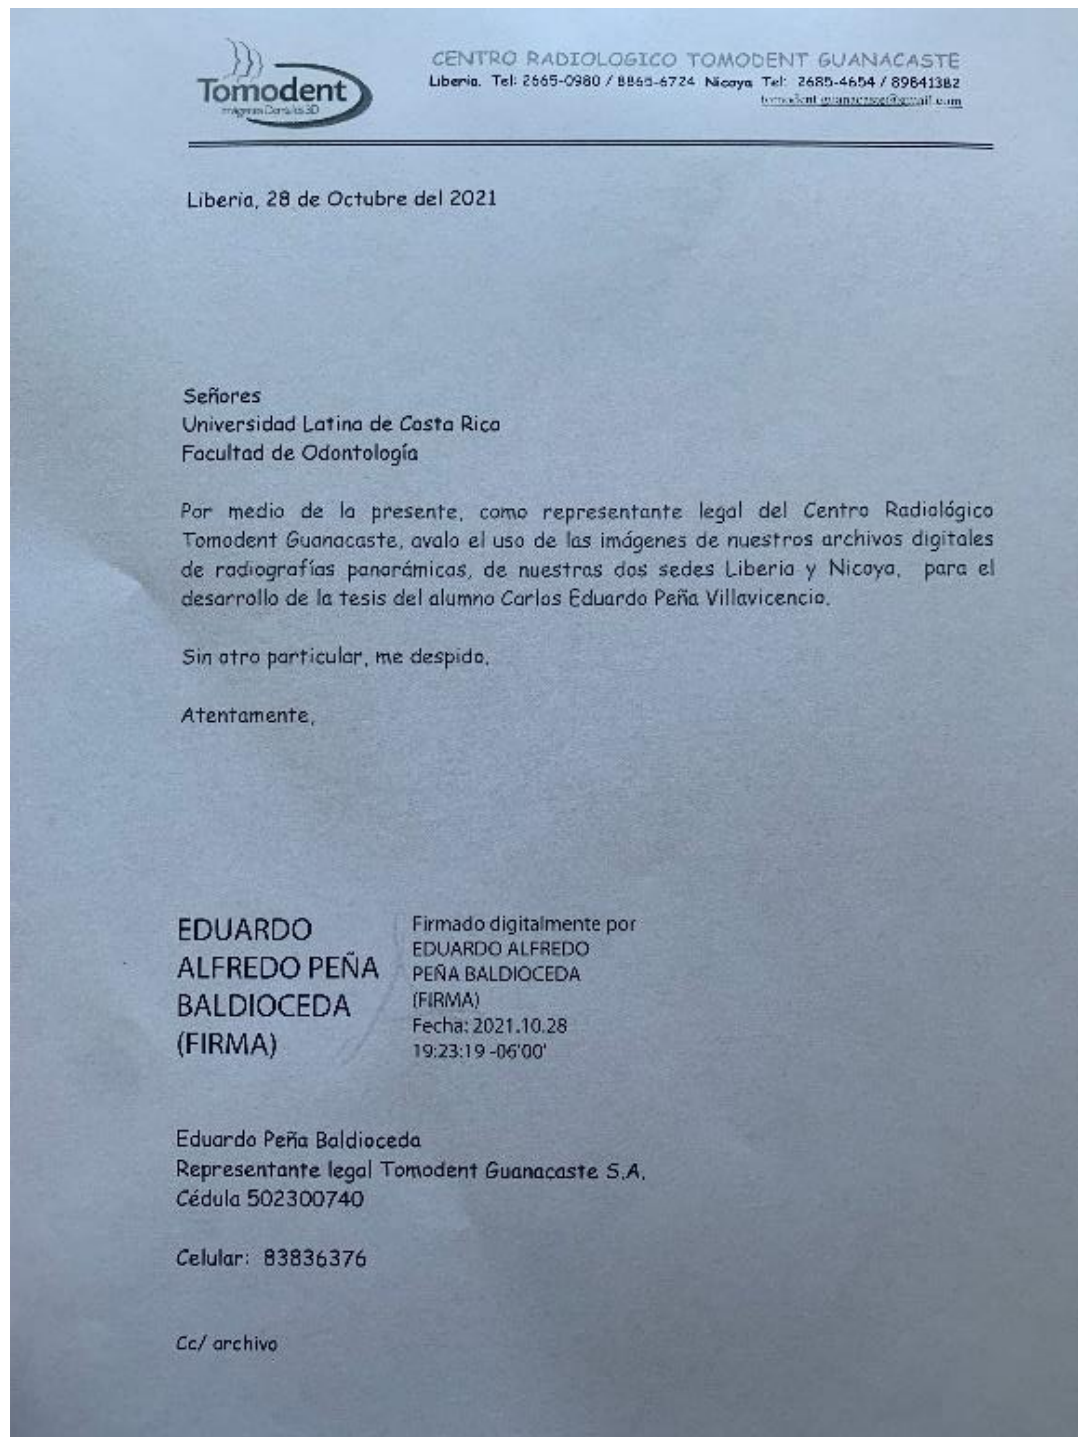 Tomodent
Imágenes Dentales 3D
CENTRO RADIOLOGICO TOMODENT GUANACASTE
Liberia. Tel: 2665-0980 / 8865-6724 Nicoya Tel: 2685-4654 / 89841382
Liberia, 28 de Octubre del 2021
Señores
Universidad Latina de Costa Rica
Facultad de Odontología
Por medio de la presente, como representante legal del Centro Radiológico
Tomodent Guanacaste, avalo el uso de las imágenes de nuestros archivos digitales
de radiografías panorámicas, de nuestras dos sedes Liberia y Nicoya, para el
desarrollo de la tesis del alumno Carlos Eduardo Peña Villavicencio.
Sin otro particular, me despido,
Atentamente,
EDUARDO
ALFREDO PEÑA
BALDIOCEDA
(FIRMA)
Firmado digitalmente por
EDUARDO ALFREDO
PEÑA BALDIOCEDA
(FIRMA)
Fecha: 2021.10.28
19:23:19 -06'00'
Eduardo Peña Baldioceda
Representante legal Tomodent Guanacaste S.A.
Cédula 502300740
Celular: 83836376
Cc/ archivo